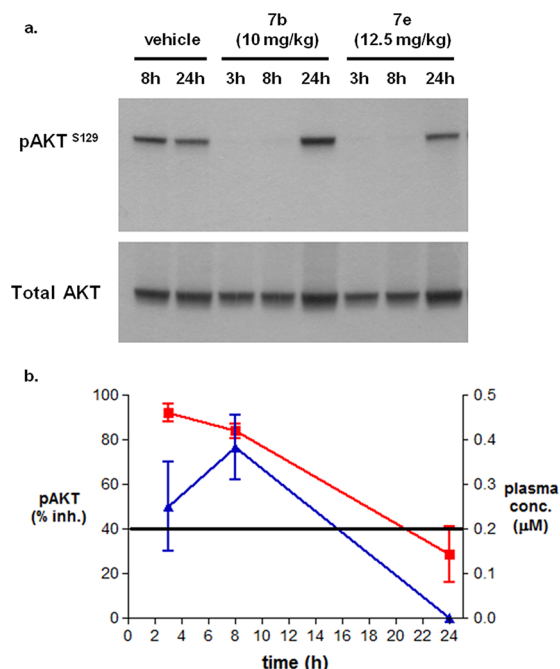 a.
vehicle
7b
(10 mg/kg)
7e
(12.5 mg/kg)
8h 24h 3h 8h 24h 3h 8h 24h
pAKT S129
Total AKT
b.
100
80
60
40
20
0
pAKT
(% inh.)
0.5
0.4
0.3
0.2
0.1
0.0
plasma
conc.
(μM)
0 2 4 6 8 10 12 14 16 18 20 22 24
time (h)